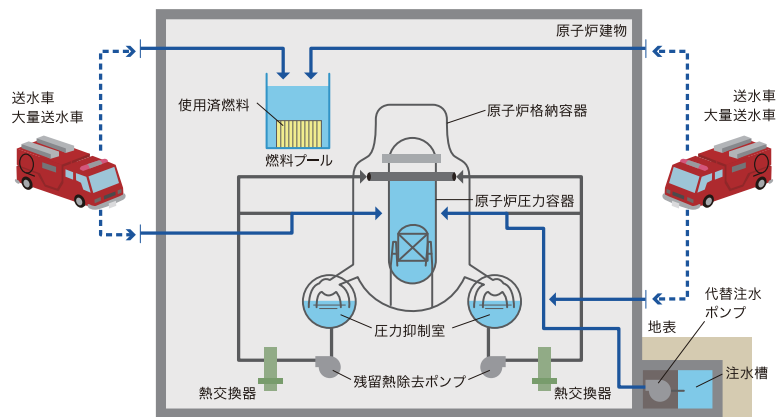 原子炉建物
送水車
大量送水車
使用済燃料
燃料プール
原子炉格納容器
送水車
大量送水車
原子炉圧力容器
代替注水
ポンプ
地表
圧力抑制室
注水槽
熱交換器
残留熱除去ポンプ
熱交換器